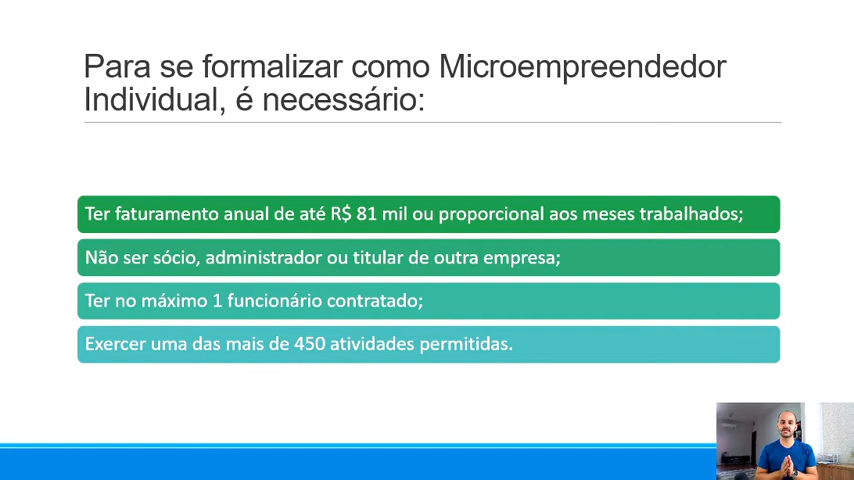 Para se formalizar como Microempreendedor
Individual, é necessário:
Ter faturamento anual de até R$ 81 mil ou proporcional aos meses trabalhados;
Não ser sócio, administrador ou titular de outra empresa;
Ter no máximo 1 funcionário contratado;
Exercer uma das mais de 450 atividades permitidas.